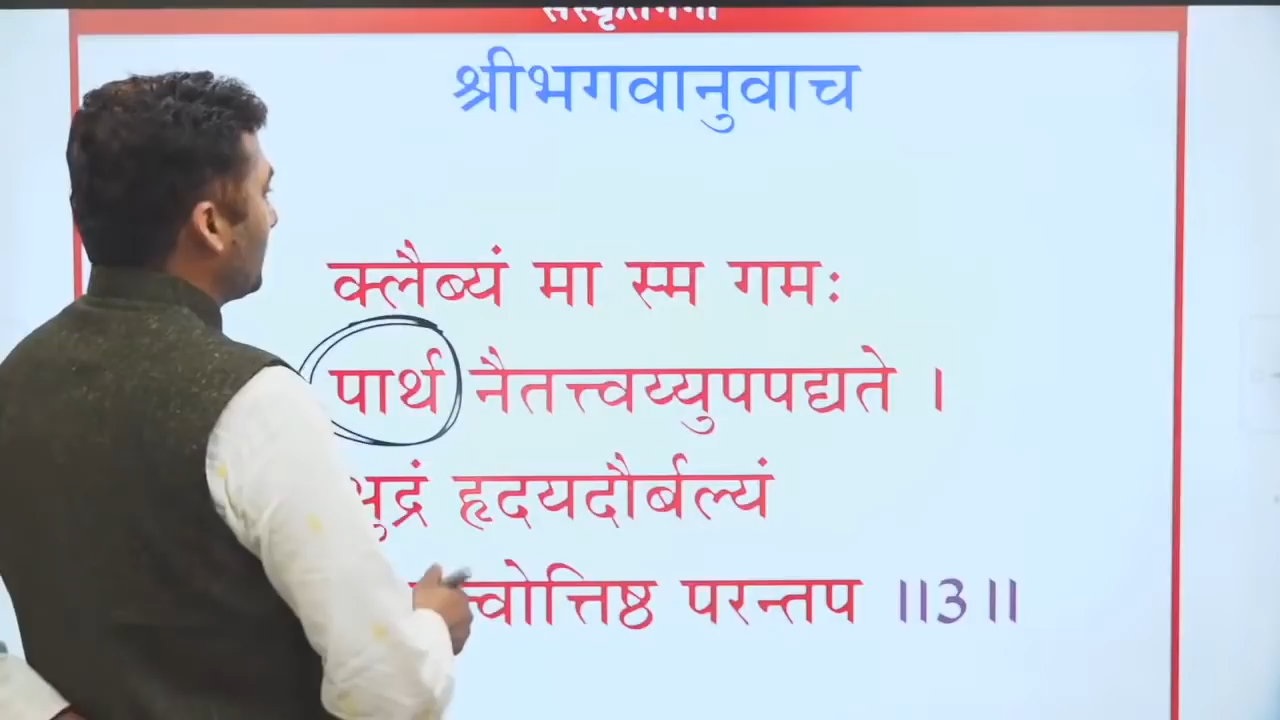 श्रीभगवानुवाच
क्लैब्यं मा स्म गमः
पार्थ नैतत्त्वय्युपपद्यते ।
हृदयदौर्बल्यं
परन्तप ॥3॥